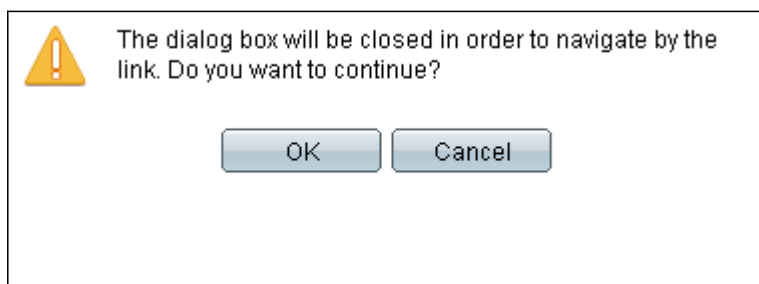 The dialog box will be closed in order to navigate by the
link. Do you want to continue?
OK Cancel